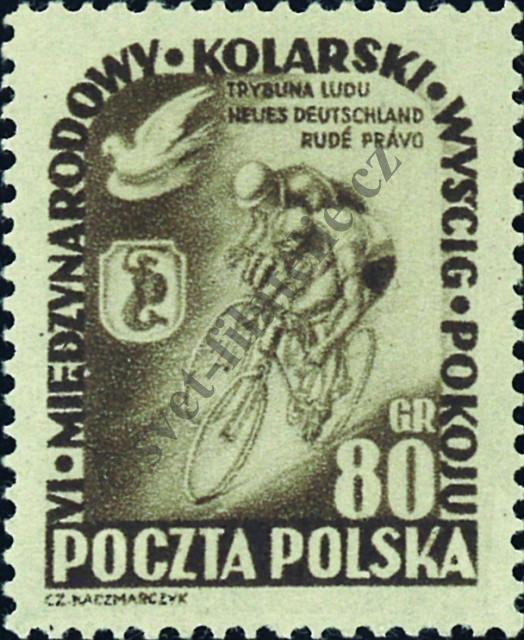 VI • MIĘDZYNARODOWY • KOLARSKI • WYŚCIG • POKOJU
TRYBUNA LUDU
NEUES DEUTSCHLAND
RUDÉ PRÁVO
GR
80
POCZTA POLSKA
CZ. KACZMARCZYK
svet-filatelie.cz